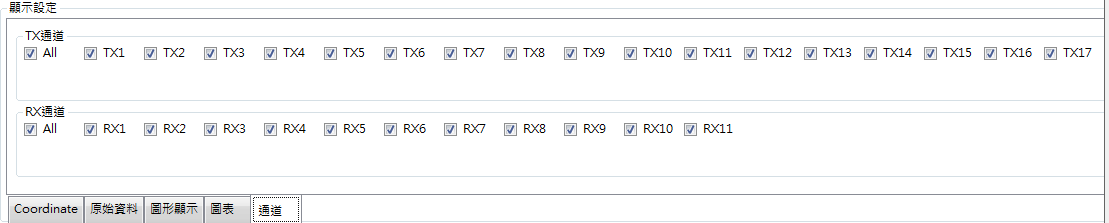 顯示設定
TX通道
All TX1 TX2 TX3 TX4 TX5 TX6 TX7 TX8 TX9 TX10 TX11 TX12 TX13 TX14 TX15 TX16 TX17
RX通道
All RX1 RX2 RX3 RX4 RX5 RX6 RX7 RX8 RX9 RX10 RX11
Coordinate 原始資料 圖形顯示 圖表 通道